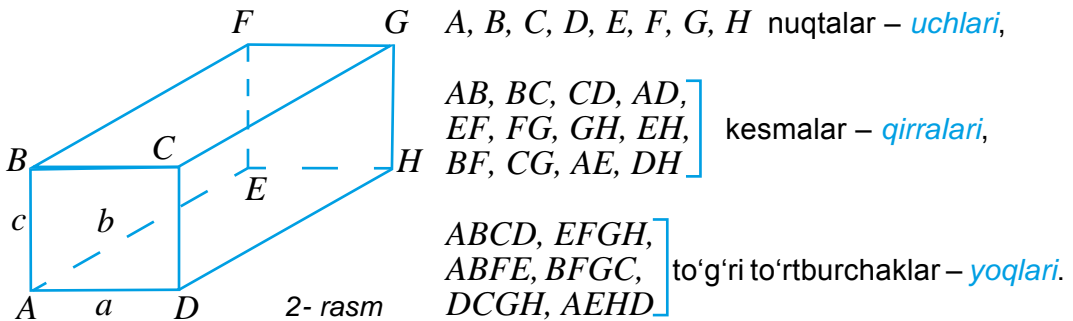 F G A, B, C, D, E, F, G, H nuqtalar – uchlari,
AB, BC, CD, AD,
EF, FG, GH, EH, kesmalar – qirralari,
BF, CG, AE, DH
B C H
E
c b
ABCD, EFGH,
ABFE, BFGC, to‘g‘ri to‘rtburchaklar – yoqlari.
DCGH, AEHD
A a D 2- rasm